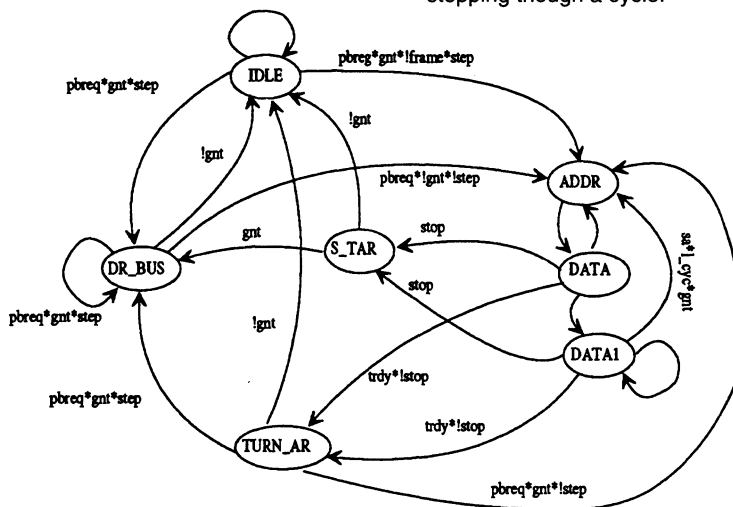 stepping though a cycle.
IDLE
pbreg*gnt*!frame*step
pbreq*gnt*step
!gnt
!gnt
pbreq*!gnt*!step
ADDR
stop
gnt
S_TAR
DR_BUS
DATA
sa*l_cyc*gnt
stop
pbreq*gnt*step
!gnt
DATA1
trdy*!stop
pbreq*gnt*step
trdy*!stop
TURN_AR
pbreq*gnt*!step